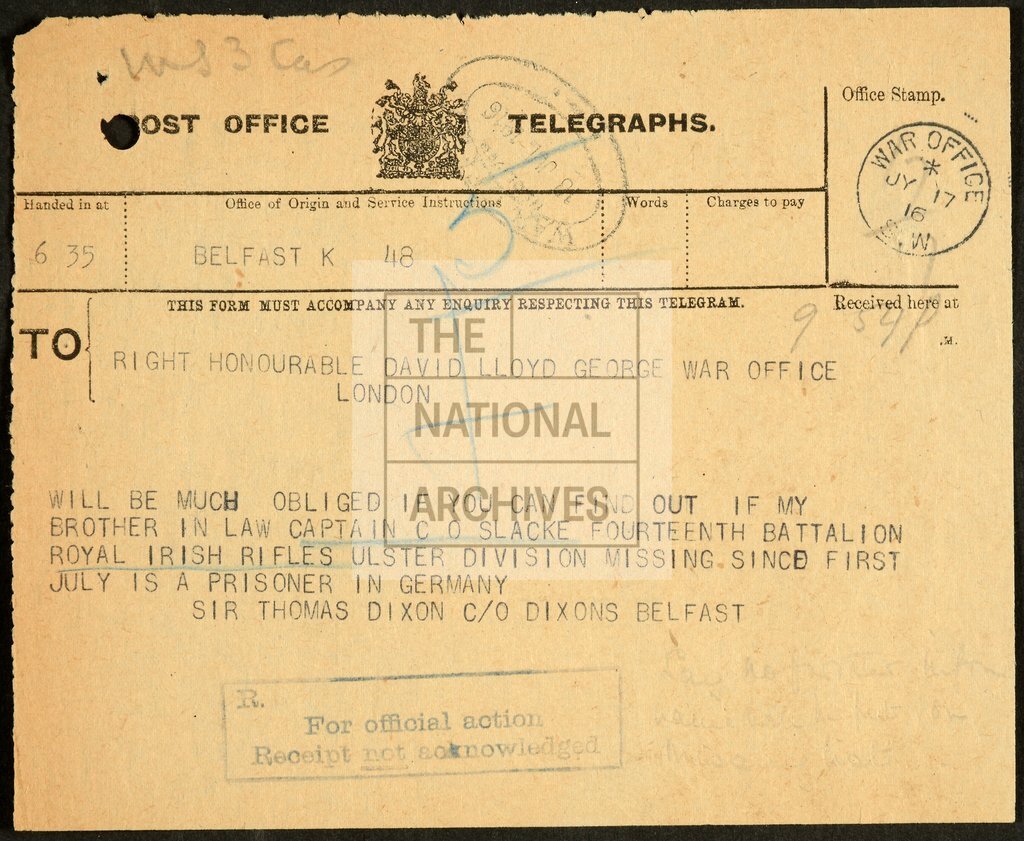 POST OFFICE TELEGRAPHS.
Office Stamp.
WAR OFFICE
JY 17
16
S.W
Handed in at
Office of Origin and Service Instructions
Words
Charges to pay
6 35
BELFAST K 48
THIS FORM MUST ACCOMPANY ANY ENQUIRY RESPECTING THIS TELEGRAM.
Received here at
.M.
TO
RIGHT HONOURABLE DAVID LLOYD GEORGE WAR OFFICE
LONDON
THE
NATIONAL
ARCHIVES
WILL BE MUCH OBLIGED IF YOU CAN FIND OUT IF MY
BROTHER IN LAW CAPTAIN C O SLACKE FOURTEENTH BATTALION
ROYAL IRISH RIFLES ULSTER DIVISION MISSING SINCE FIRST
JULY IS A PRISONER IN GERMANY
SIR THOMAS DIXON C/O DIXONS BELFAST
R.
For official action
Receipt not acknowledged